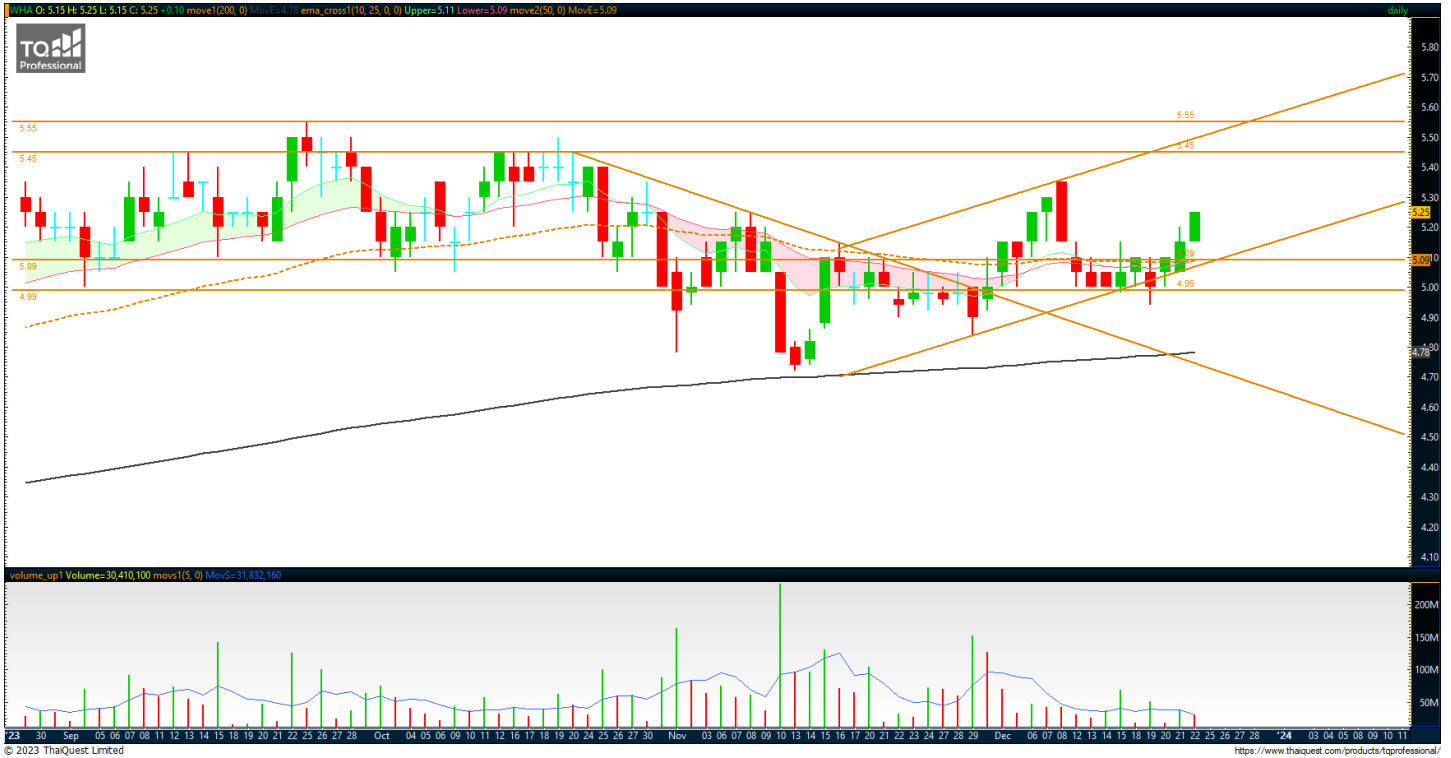 WHA O: 5.15 H: 5.25 L: 5.15 C: 5.25 +0.10 move1(200, 0) MovE=4.78 ema_cross1(10, 25, 0, 0) Upper=5.11 Lower=5.09 move2(50, 0) MovE=5.09 daily
TQ
Professional
5.80
5.70
5.60
5.55
5.55
5.50
5.45
5.45
5.40
5.30
5.25
5.20
5.09
5.09
5.10
5.00
4.99
4.99
4.90
4.80
4.78
4.70
4.60
4.50
4.40
4.30
4.20
4.10
volume_up1 Volume=30,410,100 movs1(5, 0) MovS=31,832,160
200M
150M
100M
50M
'23 30 Sep 05 06 07 08 11 12 13 14 15 18 19 20 21 22 25 26 27 28 Oct 04 05 06 09 10 11 12 13 16 17 18 19 20 24 25 26 27 30 Nov 03 06 07 08 09 10 13 14 15 16 17 20 21 22 23 24 27 28 29 Dec 06 07 08 12 13 14 15 18 19 20 21 22 25 26 27 28 '24 03 04 05 08 09 10 11
© 2023 ThaiQuest Limited https://www.thaiquest.com/products/tqprofessional/